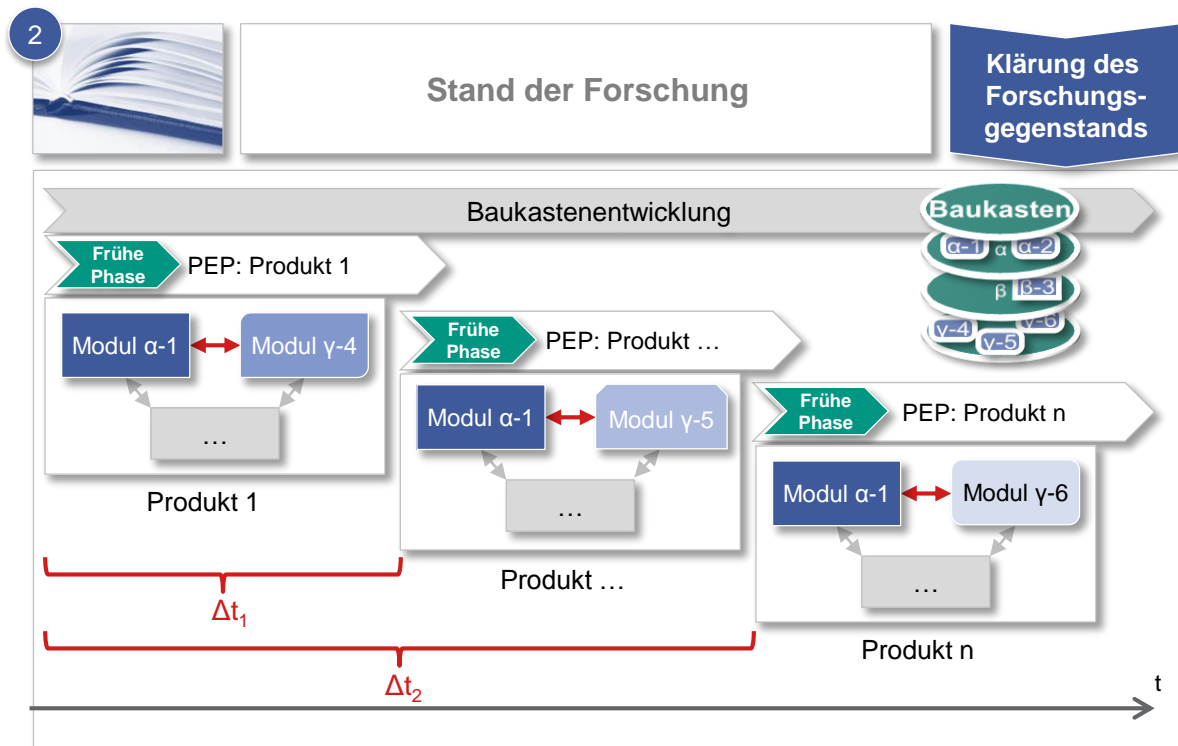 2
Stand der Forschung
Klärung des
Forschungs-
gegenstands
Baukastenentwicklung
Baukasten
α-1 α α-2
β β-3
γ-4 γ-5 γ-6
Frühe
Phase
PEP: Produkt 1
Modul α-1
Modul γ-4
…
Produkt 1
Frühe
Phase
PEP: Produkt …
Modul α-1
Modul γ-5
…
Produkt …
Frühe
Phase
PEP: Produkt n
Modul α-1
Modul γ-6
…
Produkt n
Δt1
Δt2
t